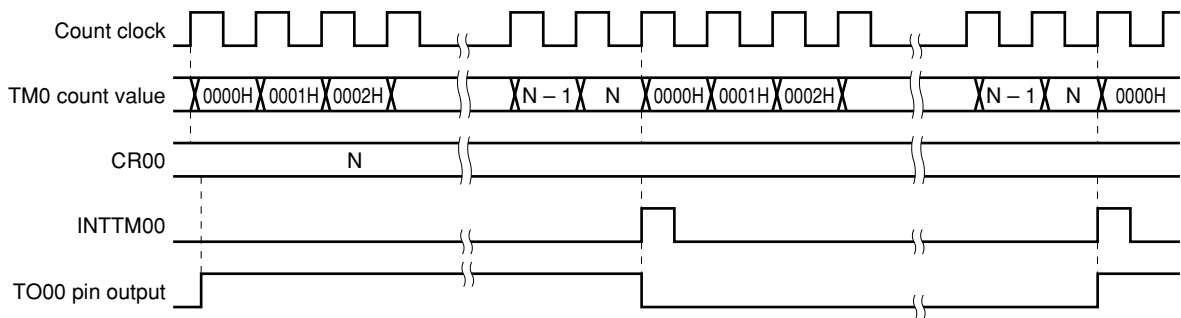 Count clock
TM0 count value 0000H 0001H 0002H N – 1 N 0000H 0001H 0002H N – 1 N 0000H
CR00 N
INTTM00
TO00 pin output